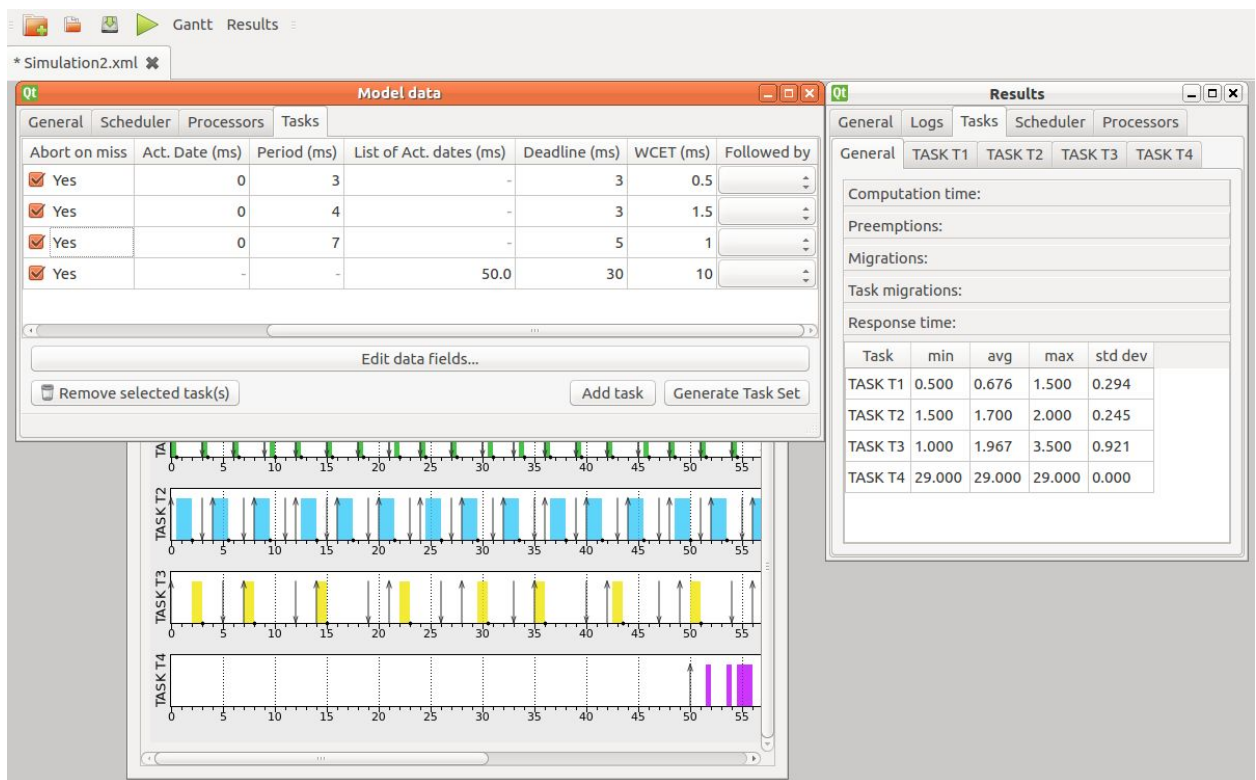 Gantt Results
* Simulation2.xml
Qt Model data
General Scheduler Processors Tasks
Abort on miss Act. Date (ms) Period (ms) List of Act. dates (ms) Deadline (ms) WCET (ms) Followed by
Yes 0 3 - 3 0.5
Yes 0 4 - 3 1.5
Yes 0 7 - 5 1
Yes - - 50.0 30 10
Edit data fields...
Remove selected task(s) Add task Generate Task Set
Qt Results
General Logs Tasks Scheduler Processors
General TASK T1 TASK T2 TASK T3 TASK T4
Computation time:
Preemptions:
Migrations:
Task migrations:
Response time:
Task min avg max std dev
TASK T1 0.500 0.676 1.500 0.294
TASK T2 1.500 1.700 2.000 0.245
TASK T3 1.000 1.967 3.500 0.921
TASK T4 29.000 29.000 29.000 0.000
TA
0 5 10 15 20 25 30 35 40 45 50 55
TASK T2
0 5 10 15 20 25 30 35 40 45 50 55
TASK T3
0 5 10 15 20 25 30 35 40 45 50 55
TASK T4
0 5 10 15 20 25 30 35 40 45 50 55